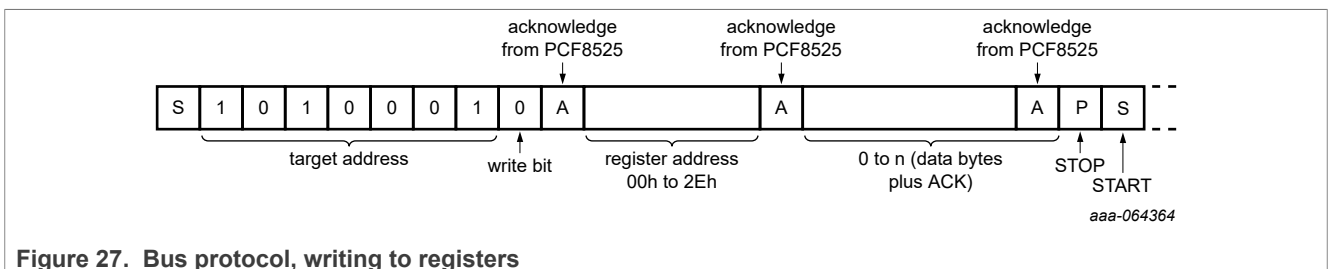 acknowledge acknowledge acknowledge
from PCF8525 from PCF8525 from PCF8525
S 1 0 1 0 0 0 1 0 A A A P S
target address write bit register address 0 to n (data bytes STOP
00h to 2Eh plus ACK) START
aaa-064364
Figure 27. Bus protocol, writing to registers